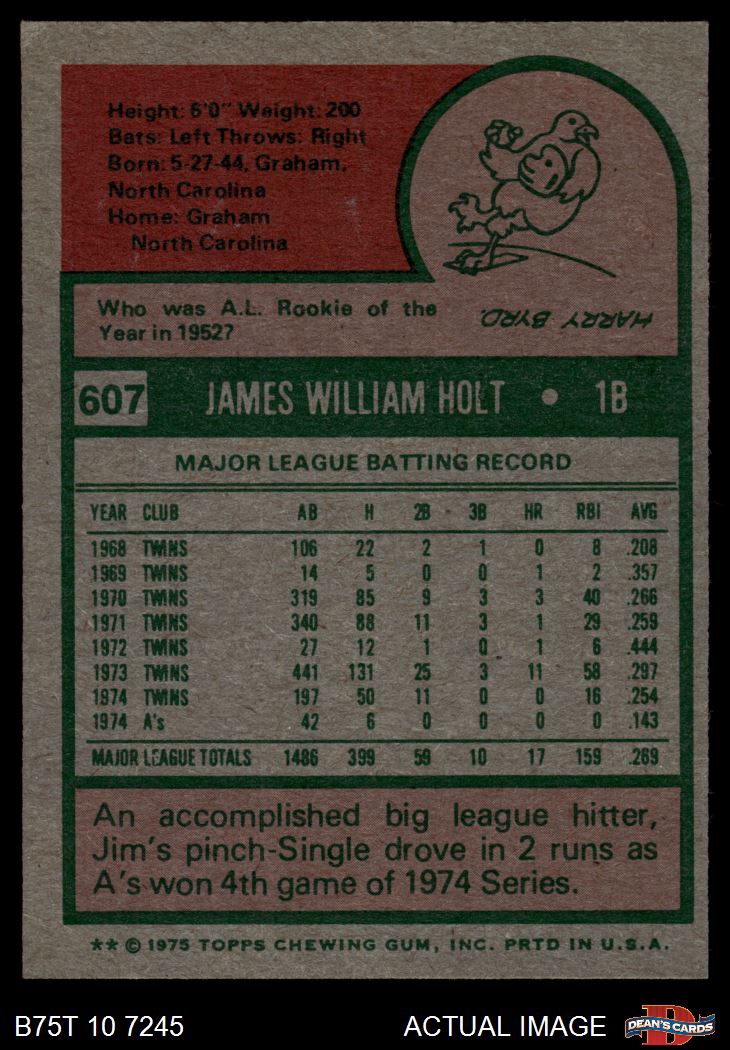 Height: 6'0" Weight: 200
Bats: Left Throws: Right
Born: 5-27-44, Graham,
North Carolina
Home: Graham
North Carolina
Who was A.L. Rookie of the
Year in 1952?
HARRY BYRD.
607 JAMES WILLIAM HOLT • 1B
MAJOR LEAGUE BATTING RECORD
YEAR CLUB AB H 2B 3B HR RBI AVG
1968 TWINS 106 22 2 1 0 8 .208
1969 TWINS 14 5 0 0 1 2 .357
1970 TWINS 319 85 9 3 3 40 .266
1971 TWINS 340 88 11 3 1 29 .259
1972 TWINS 27 12 1 0 1 6 .444
1973 TWINS 441 131 25 3 11 58 .297
1974 TWINS 197 50 11 0 0 16 .254
1974 A's 42 6 0 0 0 0 .143
MAJOR LEAGUE TOTALS 1486 399 59 10 17 159 .269
An accomplished big league hitter,
Jim's pinch-Single drove in 2 runs as
A's won 4th game of 1974 Series.
** © 1975 TOPPS CHEWING GUM, INC. PRTD IN U.S.A.
B75T 10 7245 ACTUAL IMAGE DEAN'S CARDS